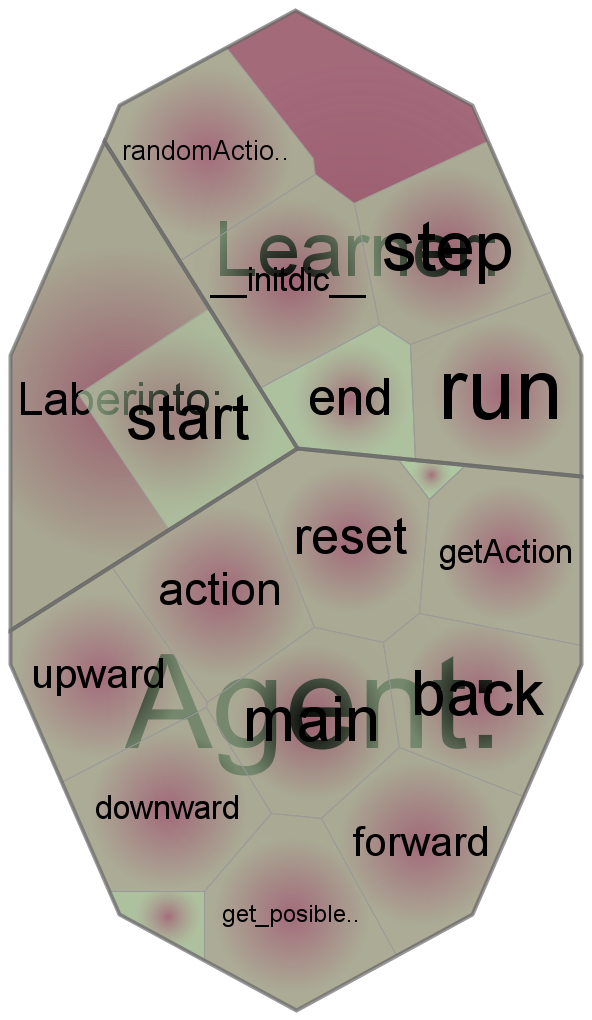 randomActio..
Learner
step
__initdic__
Laberinto:
start
end
run
reset
getAction
action
upward
Agent:
main
back
downward
forward
get_posible..